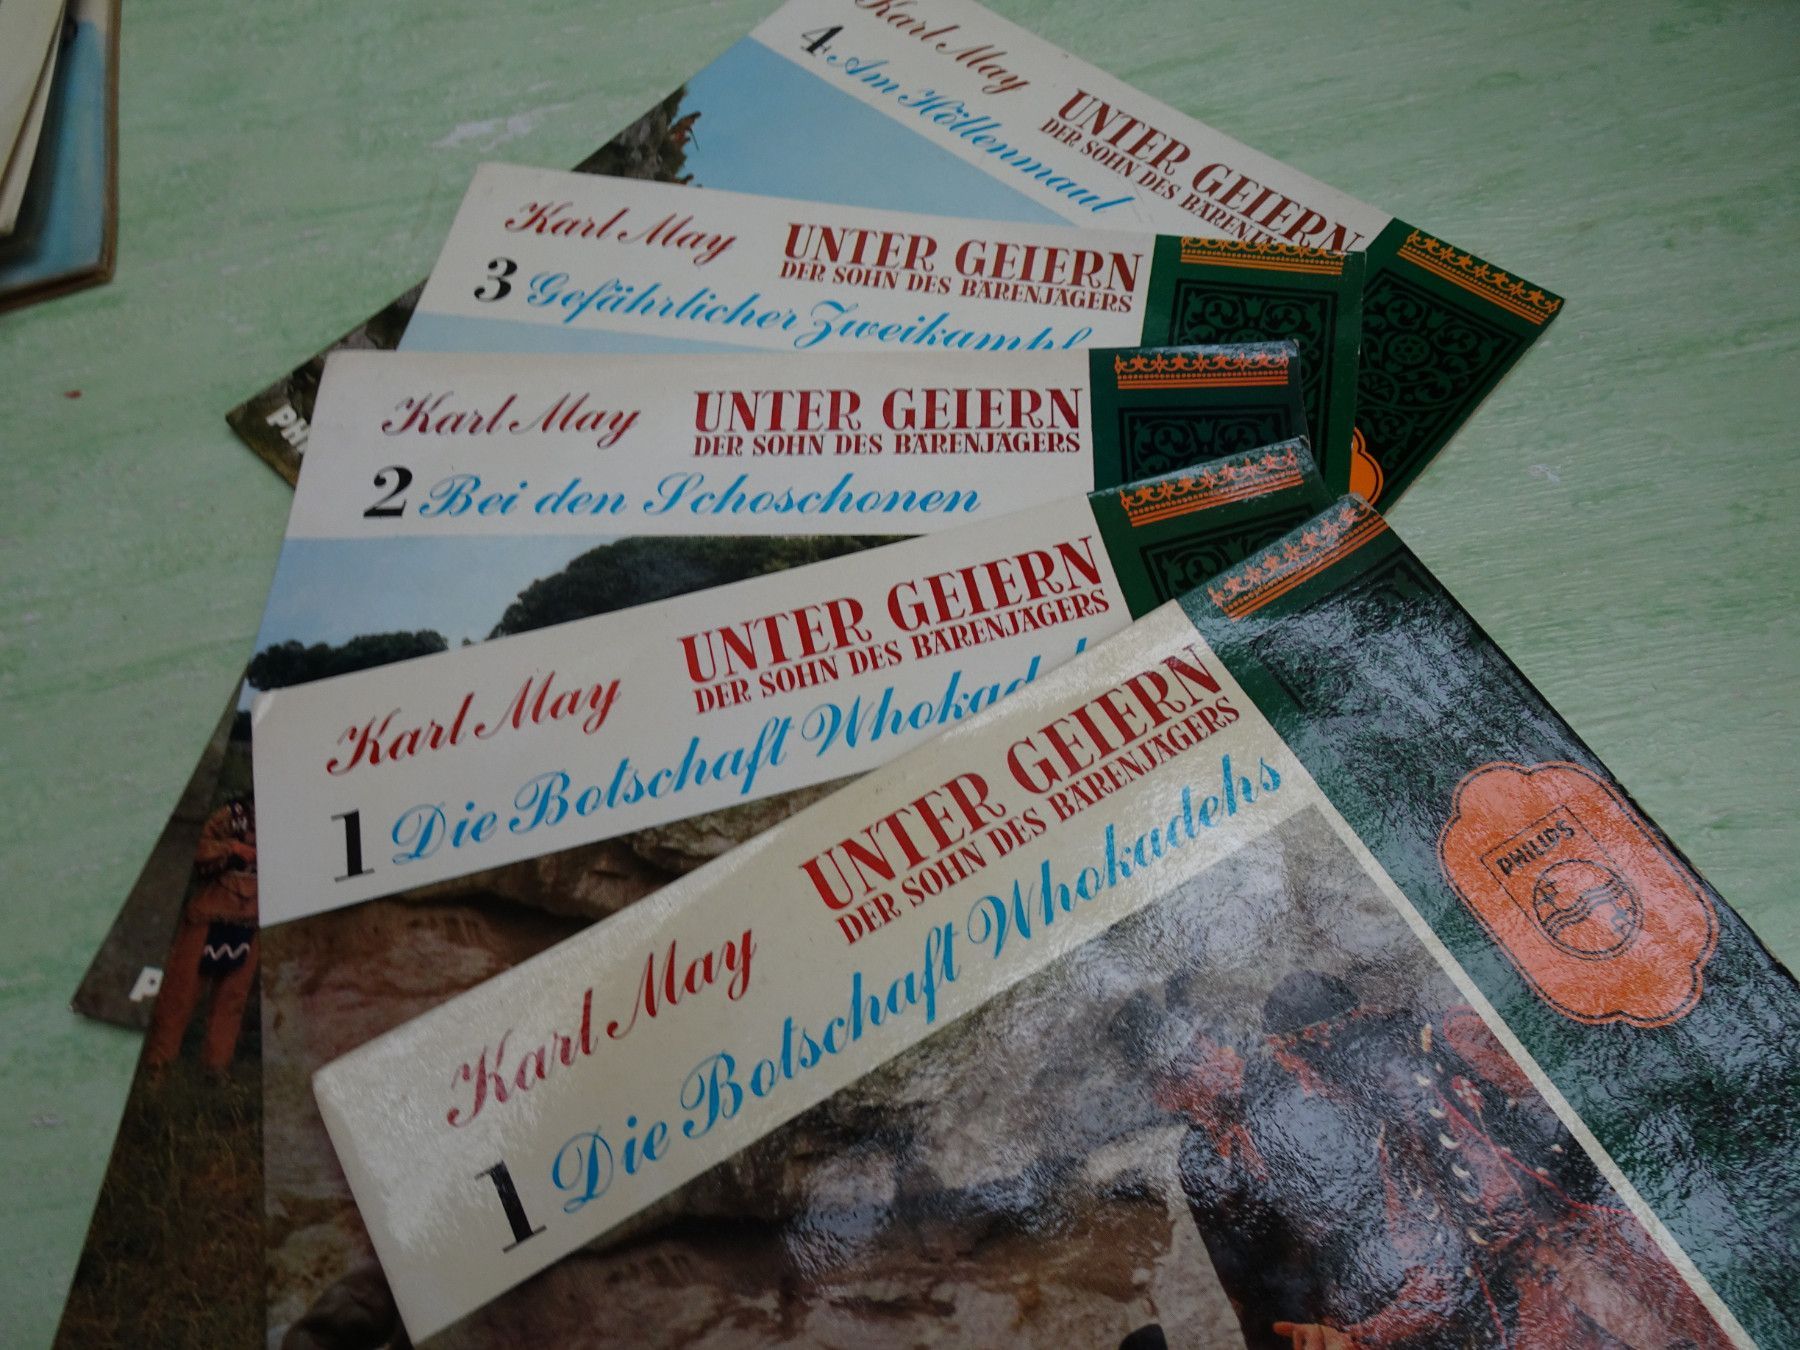 Karl May
UNTER GEIERN
DER SOHN DES BÄRENJÄGERS
4 Am Höllenmaul
Karl May
UNTER GEIERN
DER SOHN DES BÄRENJÄGERS
3 Gefährlicher Zweikampf
Karl May
UNTER GEIERN
DER SOHN DES BÄRENJÄGERS
2 Bei den Schoschonen
Karl May
UNTER GEIERN
DER SOHN DES BÄRENJÄGERS
1 Die Botschaft Whokadeh
Karl May
UNTER GEIERN
DER SOHN DES BÄRENJÄGERS
1 Die Botschaft Whokadehs
PHILIPS